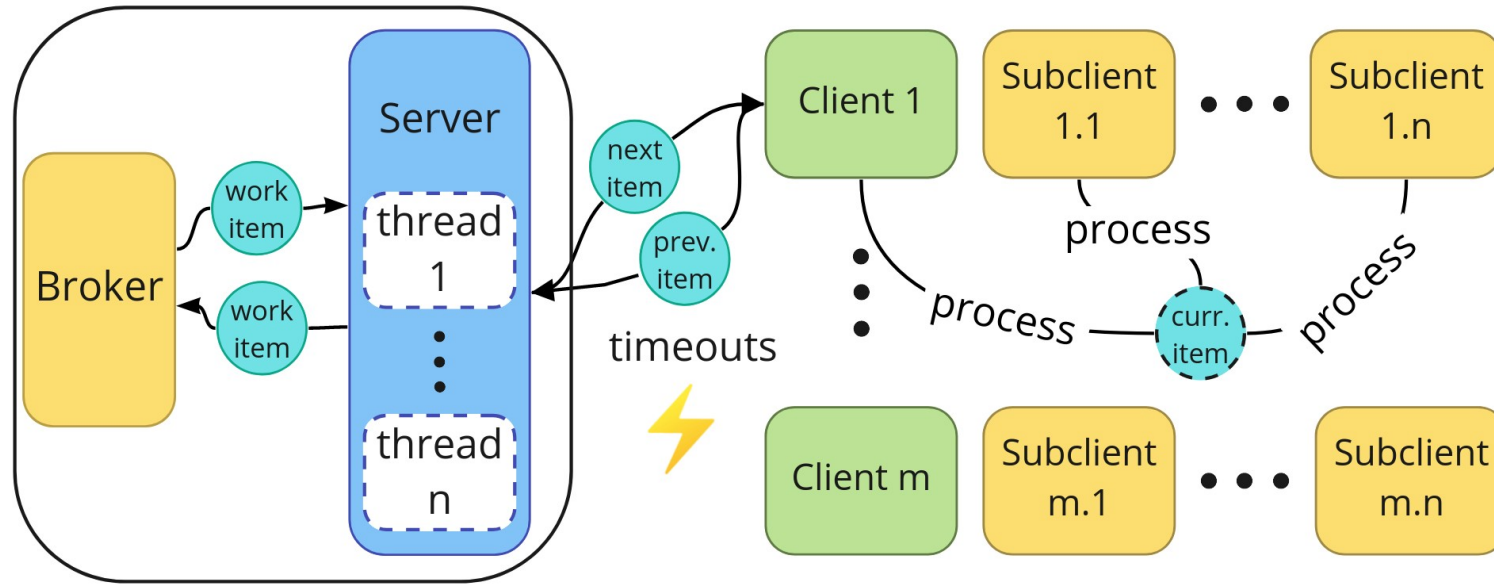 Broker
work
item
work
item
Server
thread
1
thread
n
next
item
prev.
item
timeouts
Client 1
Subclient
1.1
Subclient
1.n
process
process
process
curr.
item
Client m
Subclient
m.1
Subclient
m.n